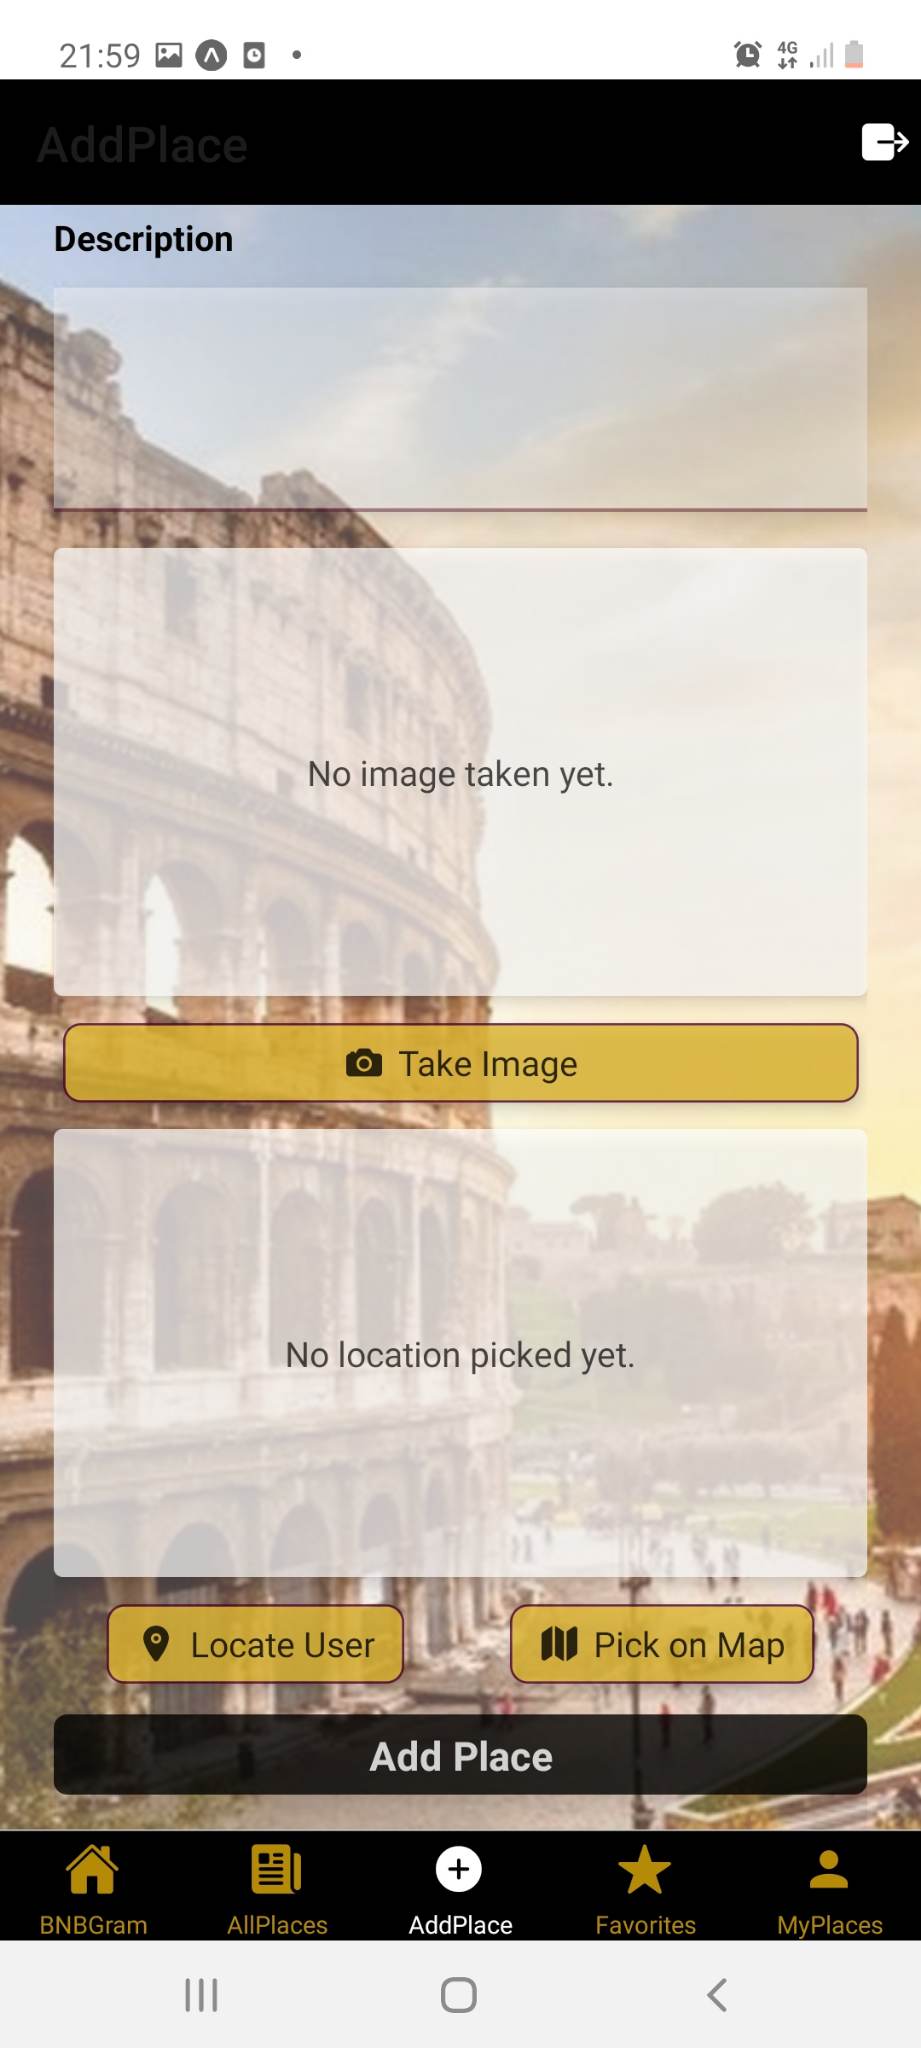 21:59
4G
AddPlace
Description
No image taken yet.
Take Image
No location picked yet.
Locate User
Pick on Map
Add Place
BNBGram
AllPlaces
AddPlace
Favorites
MyPlaces